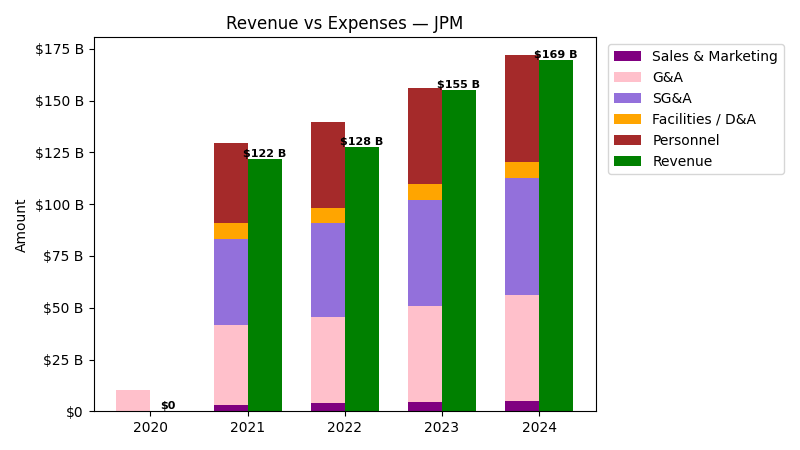 Revenue vs Expenses — JPM
Amount
$175 B
$150 B
$125 B
$100 B
$75 B
$50 B
$25 B
$0
$0
$122 B
$128 B
$155 B
$169 B
2020
2021
2022
2023
2024
Sales & Marketing
G&A
SG&A
Facilities / D&A
Personnel
Revenue